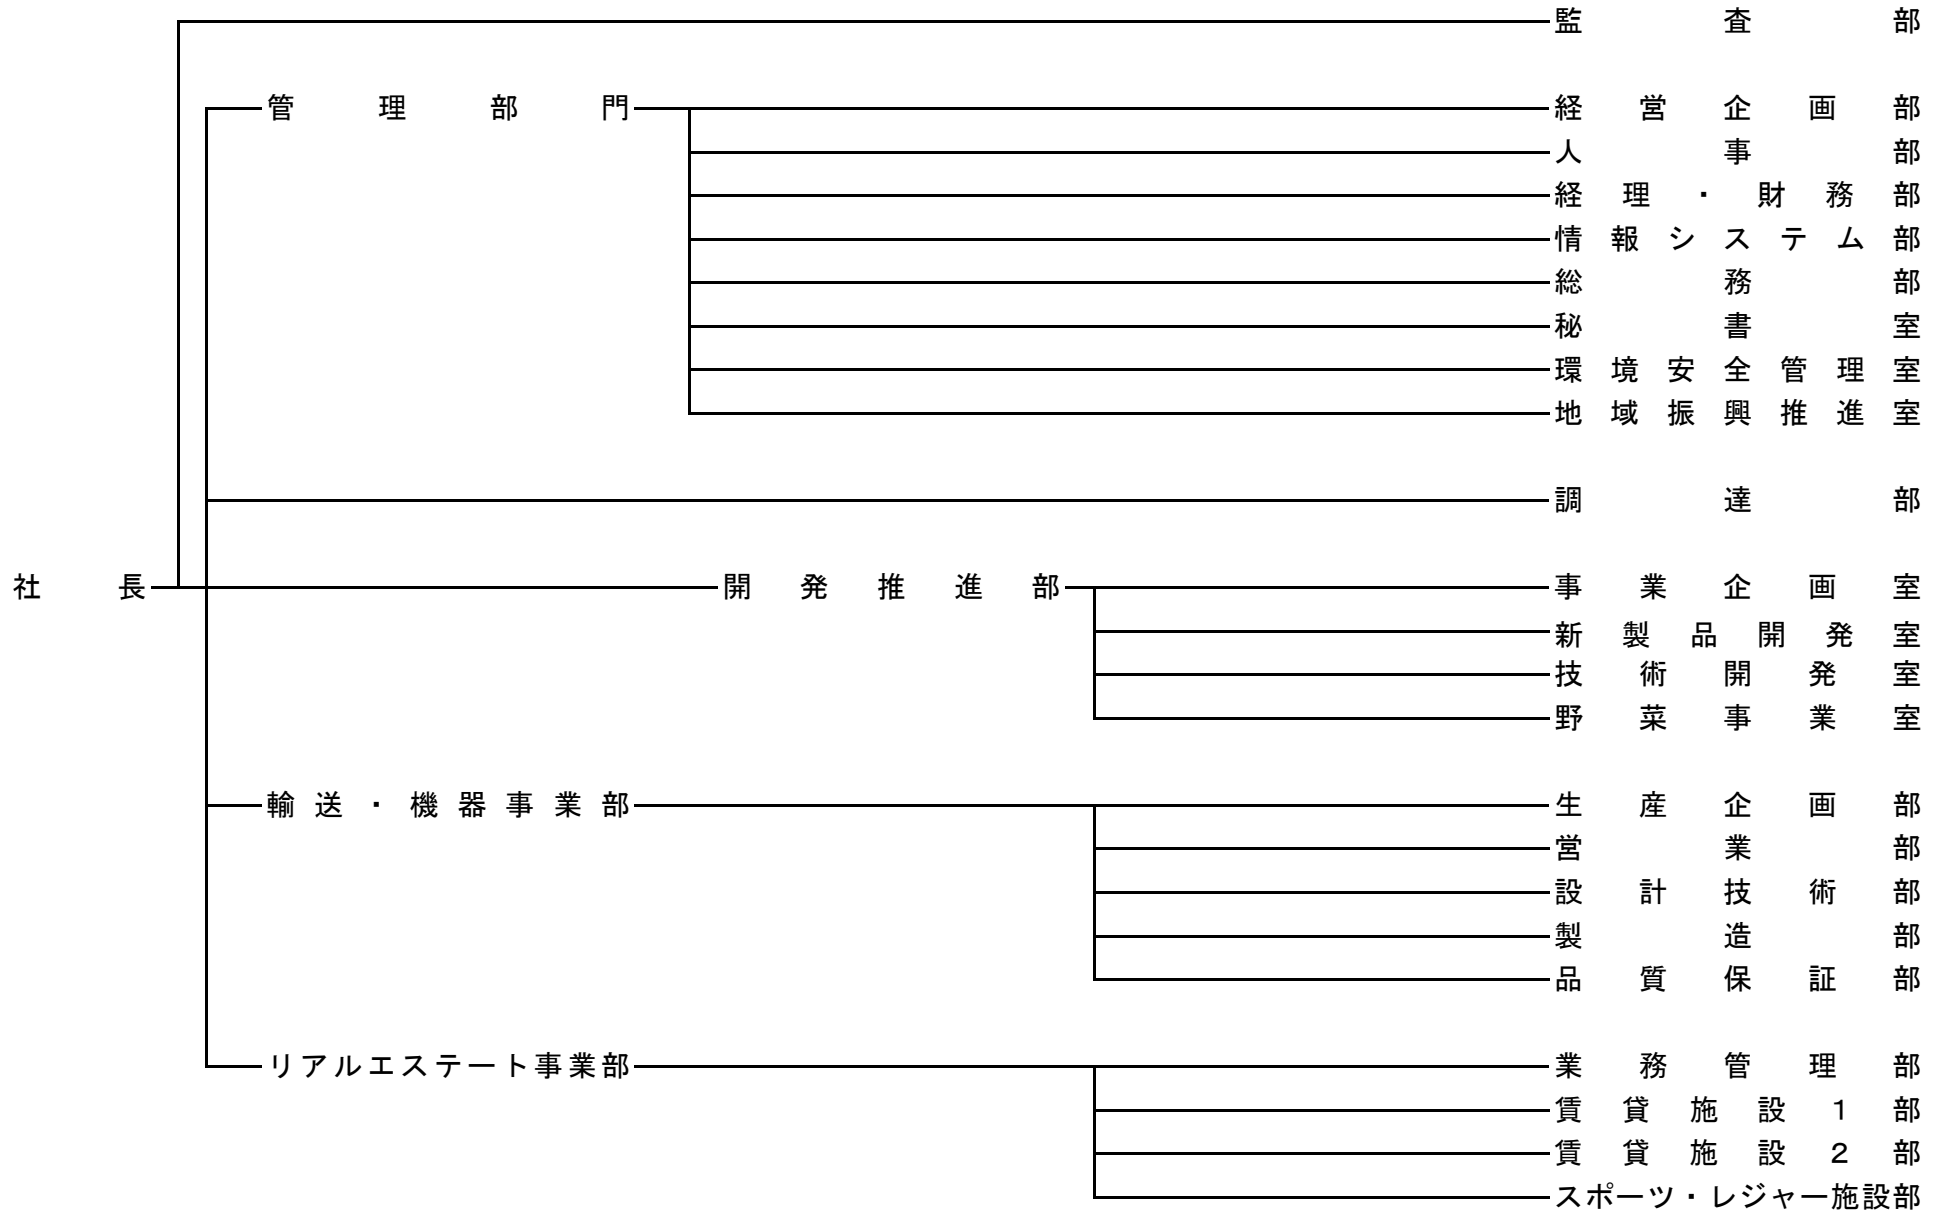 監査部
管理部門 経営企画部
人事部
経理・財務部
情報システム部
総務部
秘書室
環境安全管理室
地域振興推進室
調達部
社長 開発推進部 事業企画室
新製品開発室
技術開発室
野菜事業室
輸送・機器事業部 生産企画部
営業部
設計技術部
製造部
品質保証部
リアルエステート事業部 業務管理部
賃貸施設1部
賃貸施設2部
スポーツ・レジャー施設部